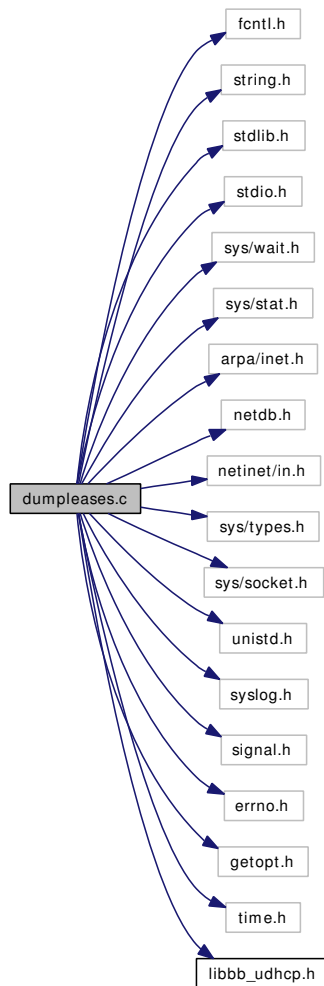 fcntl.h
string.h
stdlib.h
stdio.h
sys/wait.h
sys/stat.h
arpa/inet.h
netdb.h
dumpleases.c
netinet/in.h
sys/types.h
sys/socket.h
unistd.h
syslog.h
signal.h
errno.h
getopt.h
time.h
libbb_udhcp.h